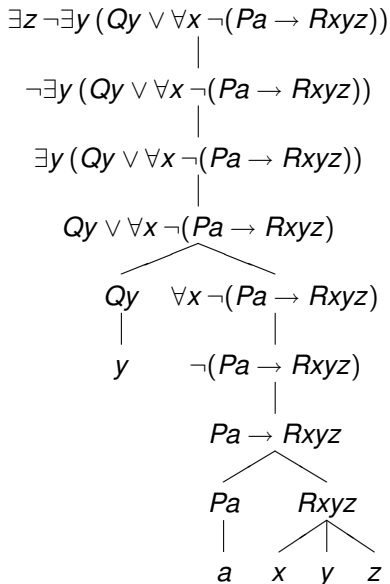 ∃z ¬∃y (Qy ∨ ∀x ¬(Pa → Rxyz))
¬∃y (Qy ∨ ∀x ¬(Pa → Rxyz))
∃y (Qy ∨ ∀x ¬(Pa → Rxyz))
Qy ∨ ∀x ¬(Pa → Rxyz)
Qy ∀x ¬(Pa → Rxyz)
y ¬(Pa → Rxyz)
Pa → Rxyz
Pa Rxyz
a x y z